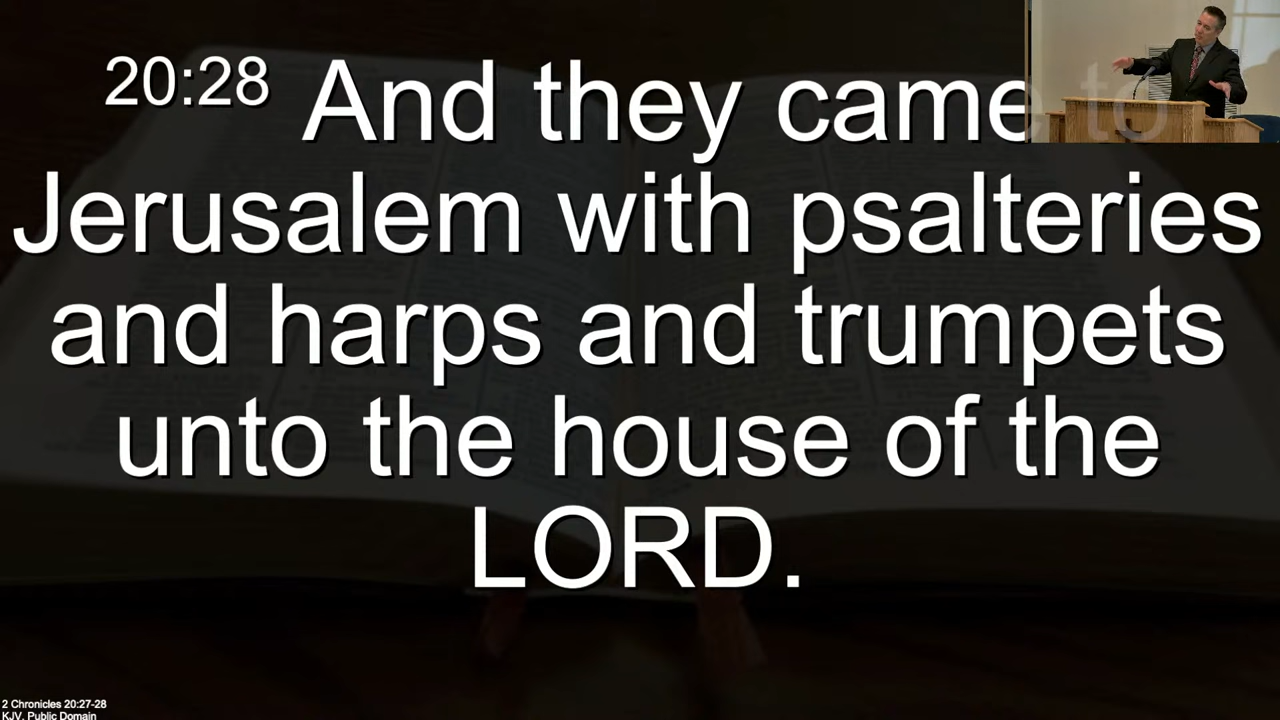 20:28 And they came to
Jerusalem with psalteries
and harps and trumpets
unto the house of the
LORD.
2 Chronicles 20:27-28
KJV, Public Domain